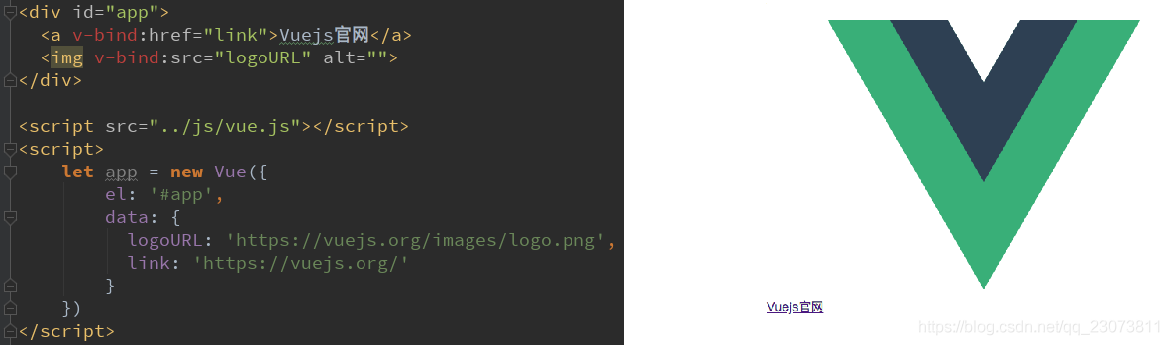 <div id="app">
  <a v-bind:href="link">Vuejs官网</a>
  <img v-bind:src="logoURL" alt="">
</div>

<script src="../js/vue.js"></script>
<script>
    let app = new Vue({
        el: '#app',
        data: {
          logoURL: 'https://vuejs.org/images/logo.png',
          link: 'https://vuejs.org/'
        }
    })
</script>
Vuejs官网
https://blog.csdn.net/qq_23073811